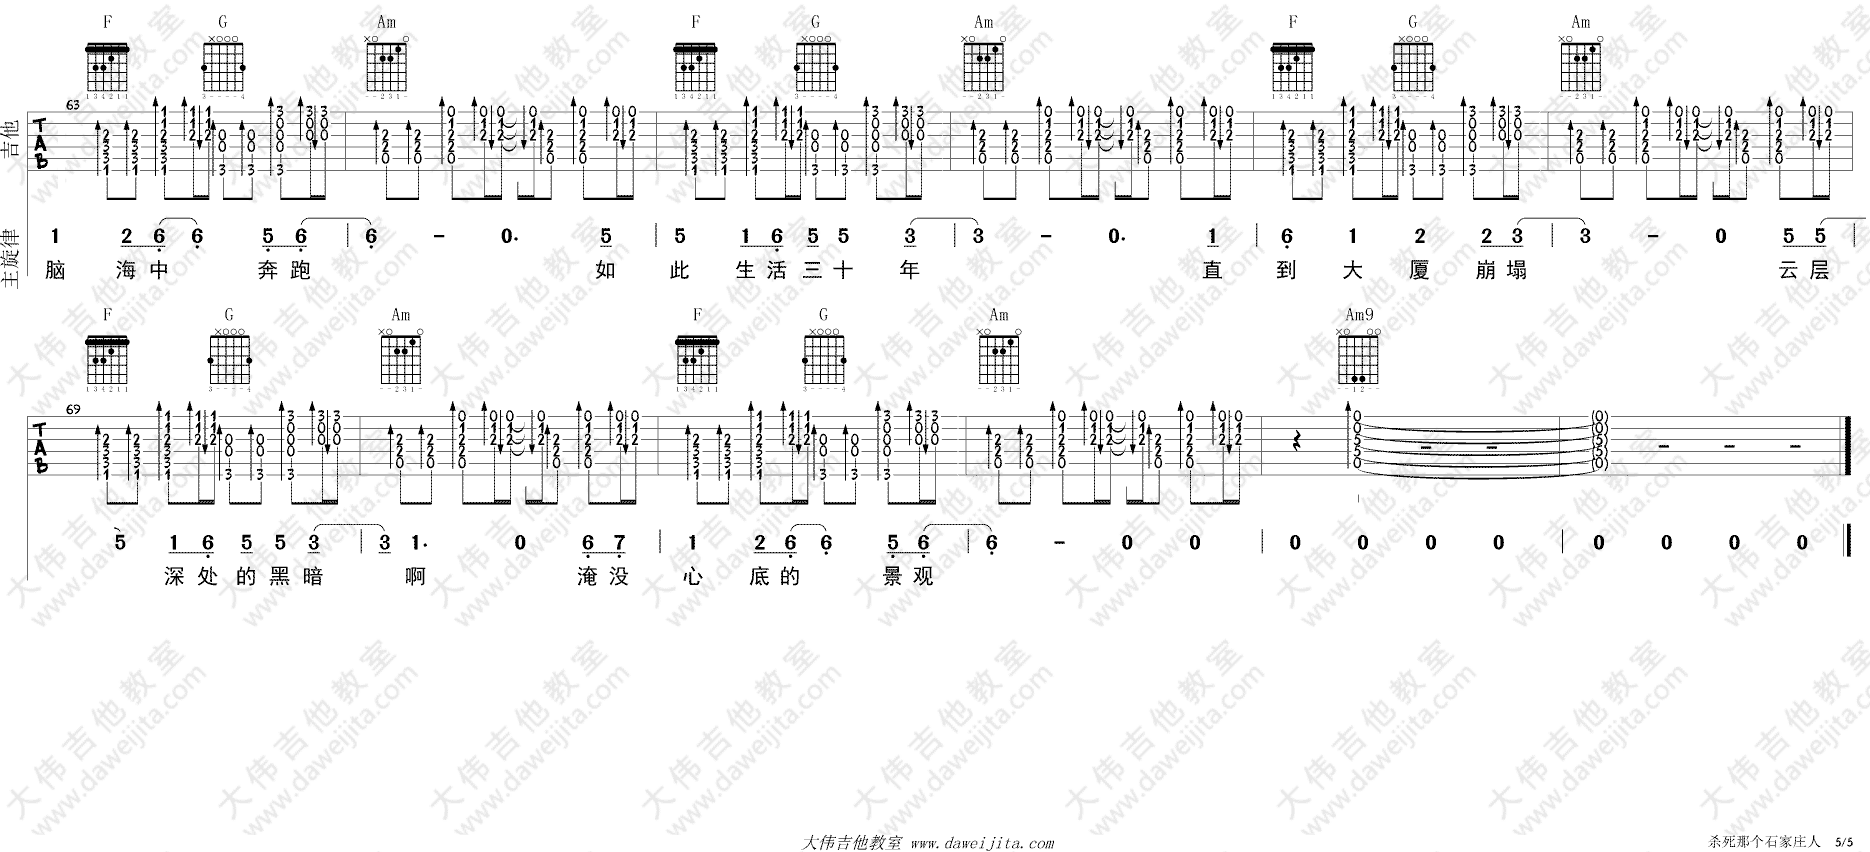 F G Am F G Am F G Am
63
吉他
TAB
主旋律
1 2 6 6 5 6 | 6 - 0. 5 | 5 1 6 5 5 3 | 3 - 0. 1 | 6 1 2 2 3 | 3 - 0 5 5 |
脑 海 中 奔 跑 如 此 生 活 三 十 年 直 到 大 厦 崩 塌 云 层
F G Am F G Am Am9
69
TAB
5 1 6 5 5 3 | 3 1. 0 6 7 | 1 2 6 6 5 6 | 6 - 0 0 | 0 0 0 0 | 0 0 0 0
深 处 的 黑 暗 啊 淹 没 心 底 的 景 观
大伟吉他教室 www.daweijita.com
杀死那个石家庄人 5/5